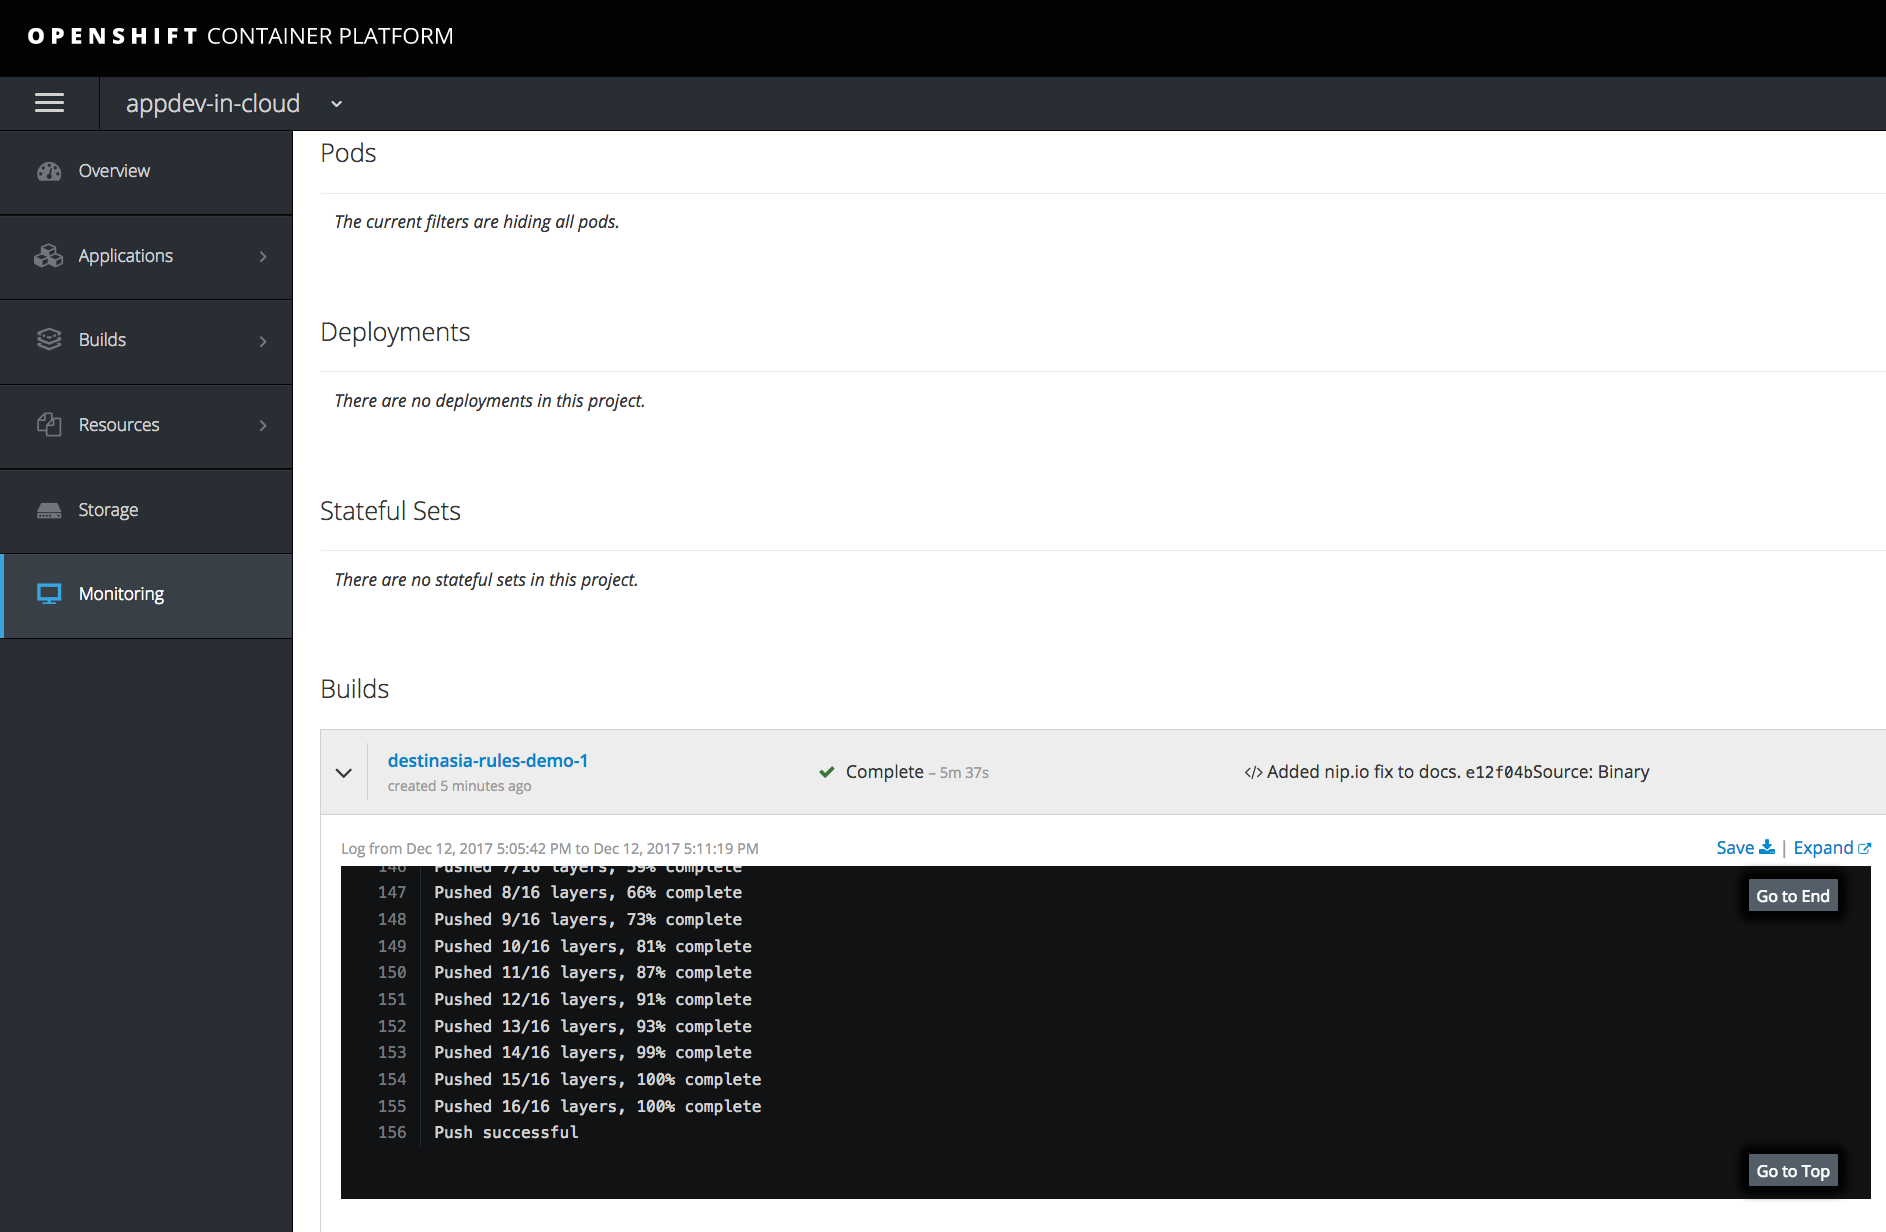 OPENSHIFT CONTAINER PLATFORM
appdev-in-cloud
Overview
Applications
Builds
Resources
Storage
Monitoring
Pods
The current filters are hiding all pods.
Deployments
There are no deployments in this project.
Stateful Sets
There are no stateful sets in this project.
Builds
destinasia-rules-demo-1
created 5 minutes ago
Complete – 5m 37s
</> Added nip.io fix to docs. e12f04bSource: Binary
Log from Dec 12, 2017 5:05:42 PM to Dec 12, 2017 5:11:19 PM
Save | Expand
146 Pushed 7/16 layers, 59% complete
147 Pushed 8/16 layers, 66% complete
148 Pushed 9/16 layers, 73% complete
149 Pushed 10/16 layers, 81% complete
150 Pushed 11/16 layers, 87% complete
151 Pushed 12/16 layers, 91% complete
152 Pushed 13/16 layers, 93% complete
153 Pushed 14/16 layers, 99% complete
154 Pushed 15/16 layers, 100% complete
155 Pushed 16/16 layers, 100% complete
156 Push successful
Go to End
Go to Top